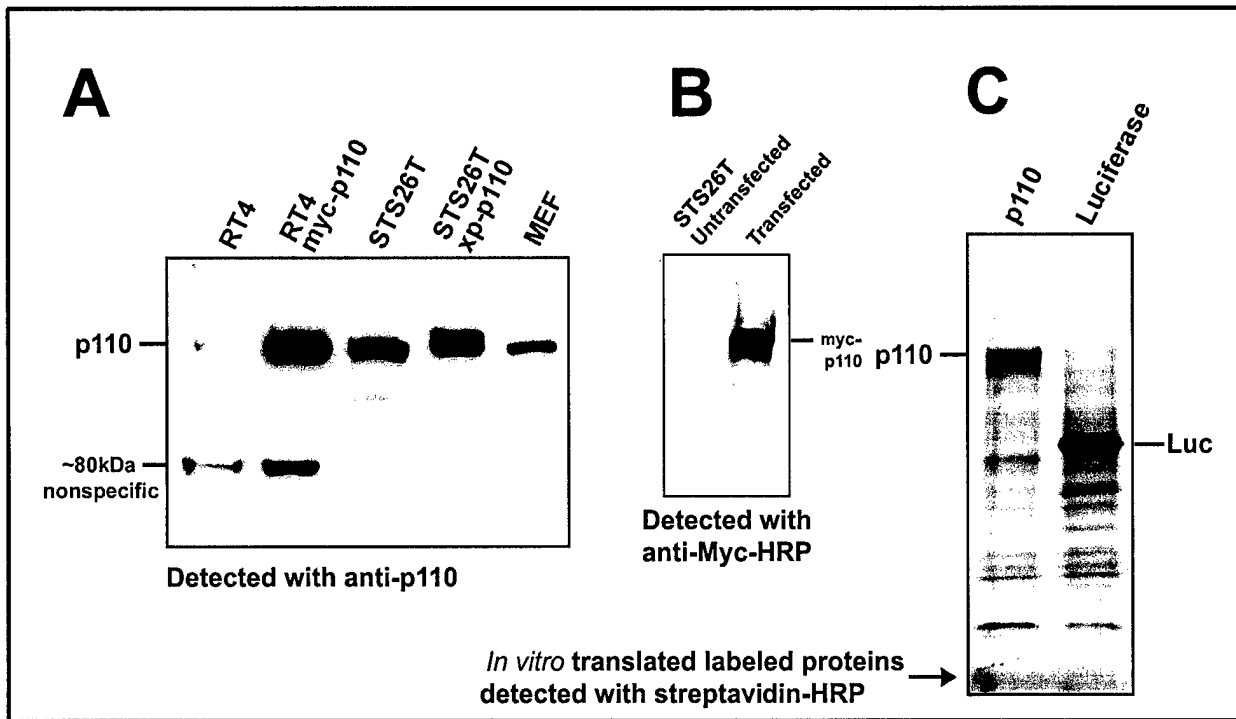 A
RT4
RT4
myc-p110
STS26T
STS26T
xp-p110
MEF
p110
~80kDa
nonspecific
Detected with anti-p110
B
STS26T
Untransfected
Transfected
myc-
p110
Detected with
anti-Myc-HRP
C
p110
Luciferase
p110
Luc
In vitro translated labeled proteins
detected with streptavidin-HRP